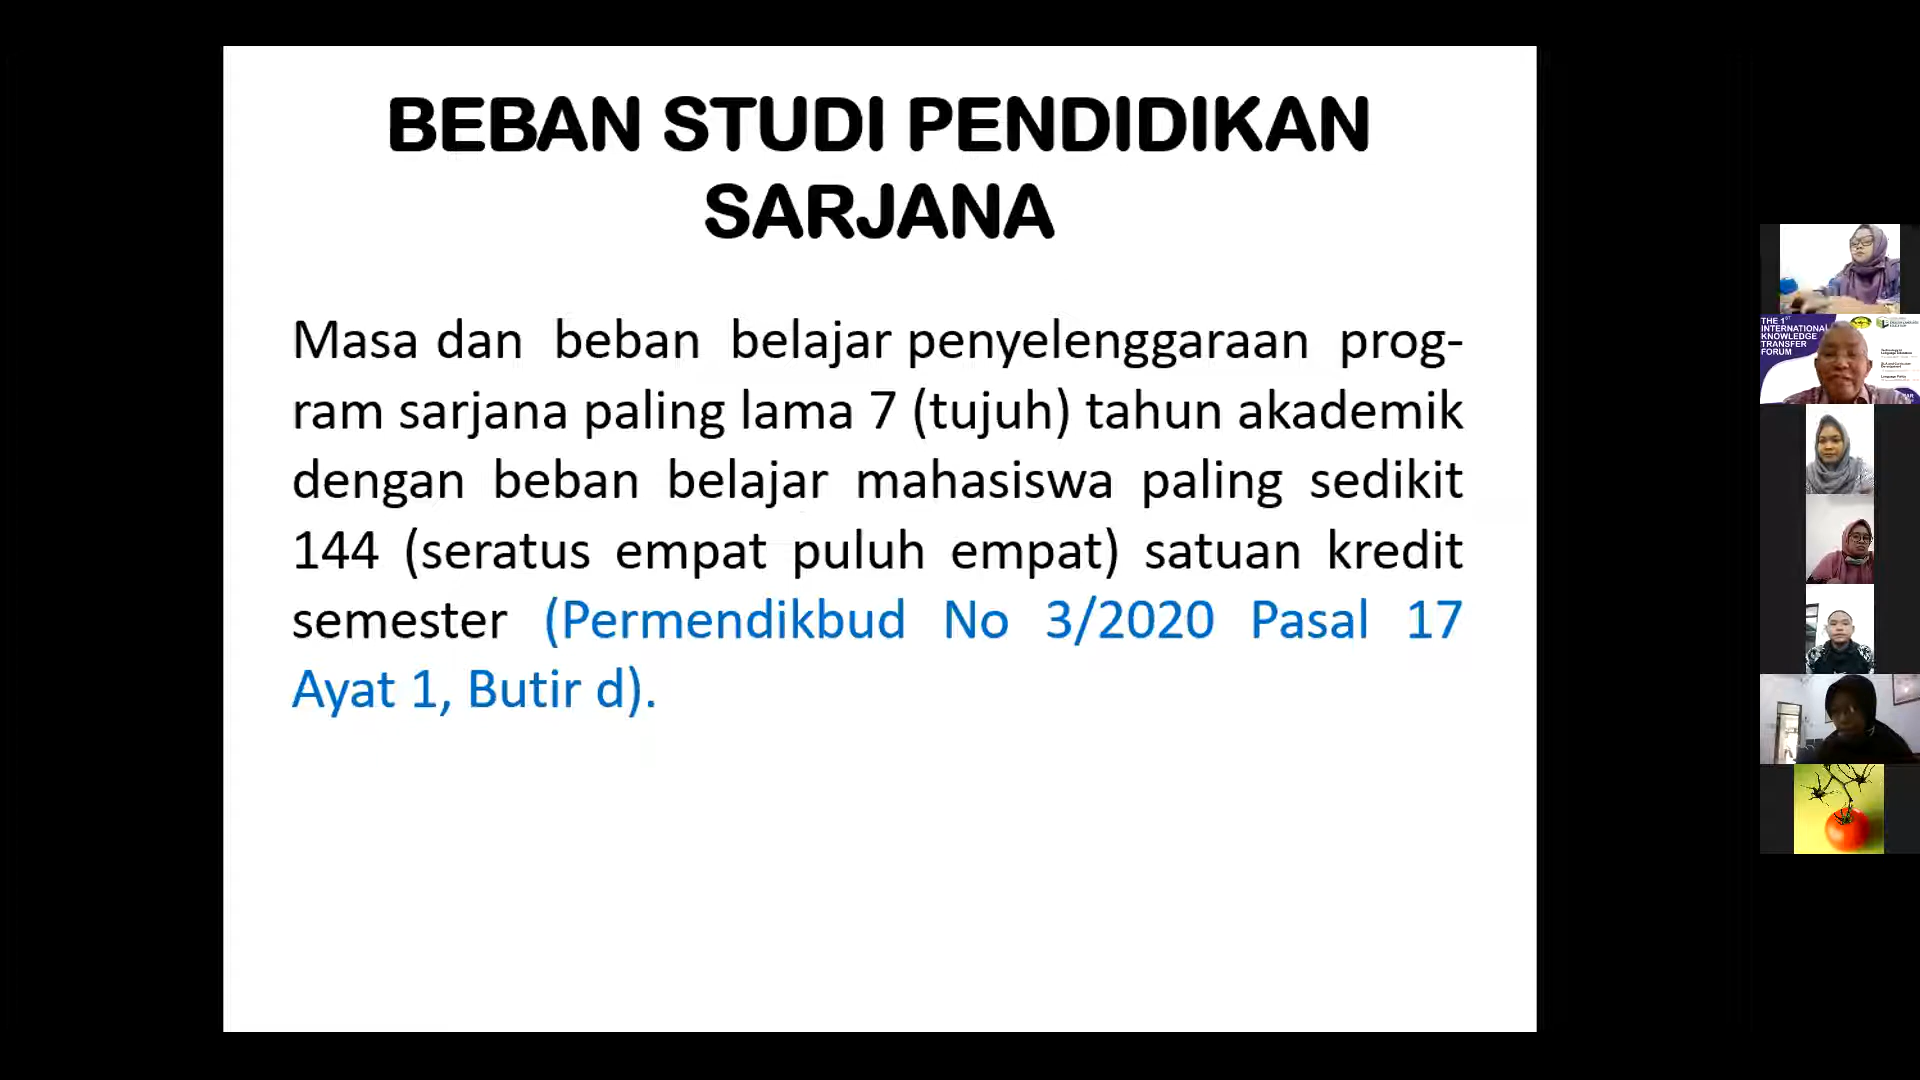 BEBAN STUDI PENDIDIKAN
SARJANA
Masa dan beban belajar penyelenggaraan prog-
ram sarjana paling lama 7 (tujuh) tahun akademik
dengan beban belajar mahasiswa paling sedikit
144 (seratus empat puluh empat) satuan kredit
semester (Permendikbud No 3/2020 Pasal 17
Ayat 1, Butir d).
THE 1ST
INTERNATIONAL
KNOWLEDGE
TRANSFER
FORUM